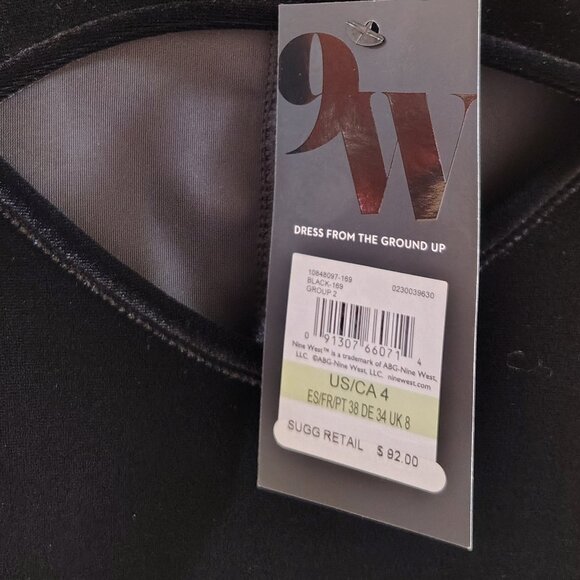 9W
DRESS FROM THE GROUND UP
10848097-169
BLACK-169 0230039630
GROUP 2
0 91307 66071 4
Nine West™ is a trademark of ABG-Nine West,
LLC. ©ABG-Nine West, LLC. ninewest.com
US/CA 4
ES/FR/PT 38 DE 34 UK 8
SUGG RETAIL $ 92.00